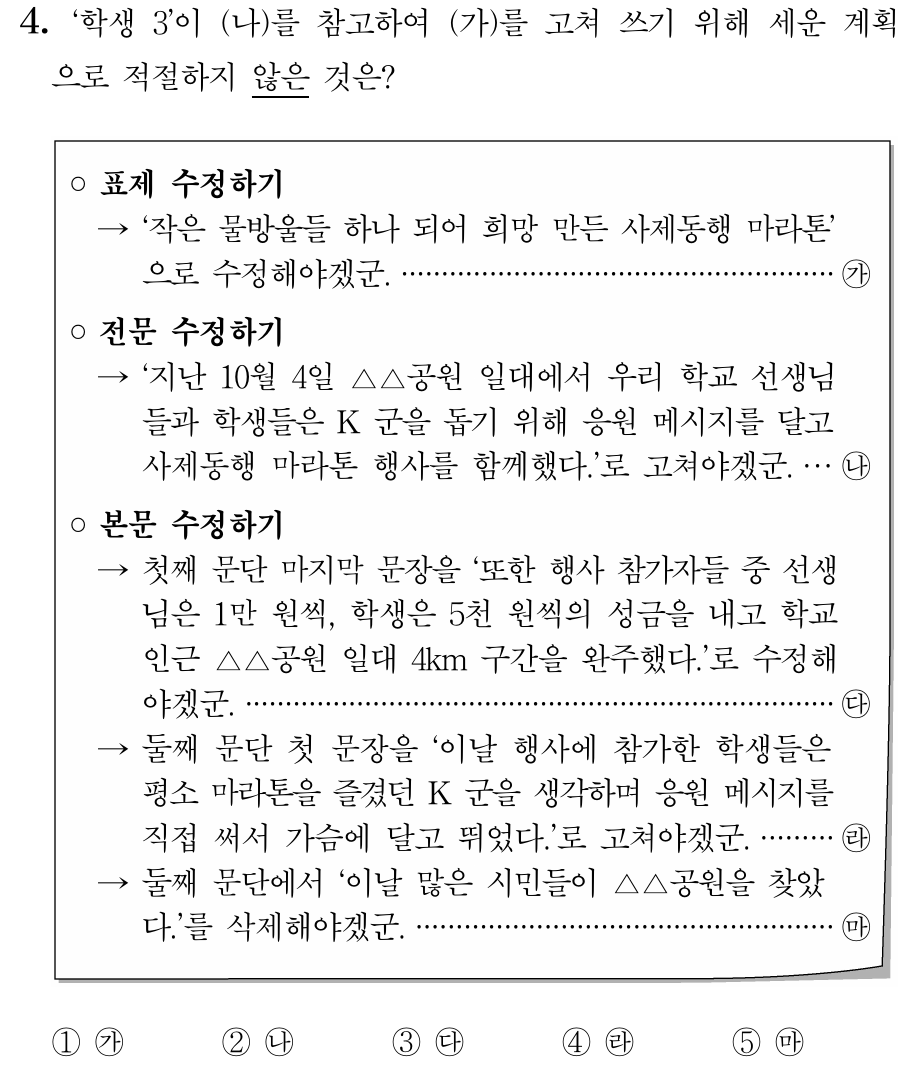 4. ‘학생 3’이 (나)를 참고하여 (가)를 고쳐 쓰기 위해 세운 계획
으로 적절하지 않은 것은?
○ 표제 수정하기
→ ‘작은 물방울들 하나 되어 희망 만든 사제동행 마라톤’
으로 수정해야겠군. ········ ㉮
○ 전문 수정하기
→ ‘지난 10월 4일 △△공원 일대에서 우리 학교 선생님
들과 학생들은 K 군을 돕기 위해 응원 메시지를 달고
사제동행 마라톤 행사를 함께했다.’로 고쳐야겠군. ··· ㉯
○ 본문 수정하기
→ 첫째 문단 마지막 문장을 ‘또한 행사 참가자들 중 선생
님은 1만 원씩, 학생은 5천 원씩의 성금을 내고 학교
인근 △△공원 일대 4km 구간을 완주했다.’로 수정해
야겠군. ········ ㉰
→ 둘째 문단 첫 문장을 ‘이날 행사에 참가한 학생들은
평소 마라톤을 즐겼던 K 군을 생각하며 응원 메시지를
직접 써서 가슴에 달고 뛰었다.’로 고쳐야겠군. ········ ㉱
→ 둘째 문단에서 ‘이날 많은 시민들이 △△공원을 찾았
다.’를 삭제해야겠군. ········ ㉲
① ㉮ ② ㉯ ③ ㉰ ④ ㉱ ⑤ ㉲